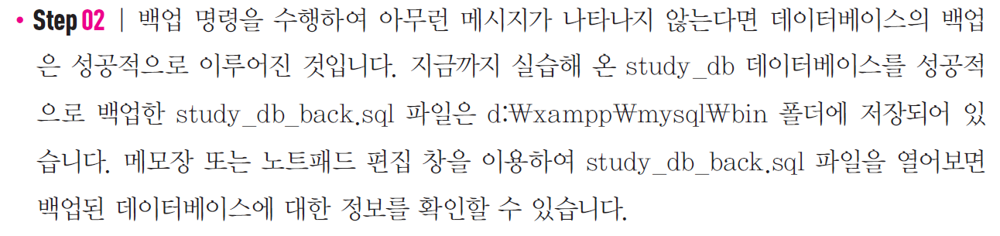 • Step 02 | 백업 명령을 수행하여 아무런 메시지가 나타나지 않는다면 데이터베이스의 백업
은 성공적으로 이루어진 것입니다. 지금까지 실습해 온 study_db 데이터베이스를 성공적
으로 백업한 study_db_back.sql 파일은 d:₩xampp₩mysql₩bin 폴더에 저장되어 있
습니다. 메모장 또는 노트패드 편집 창을 이용하여 study_db_back.sql 파일을 열어보면
백업된 데이터베이스에 대한 정보를 확인할 수 있습니다.